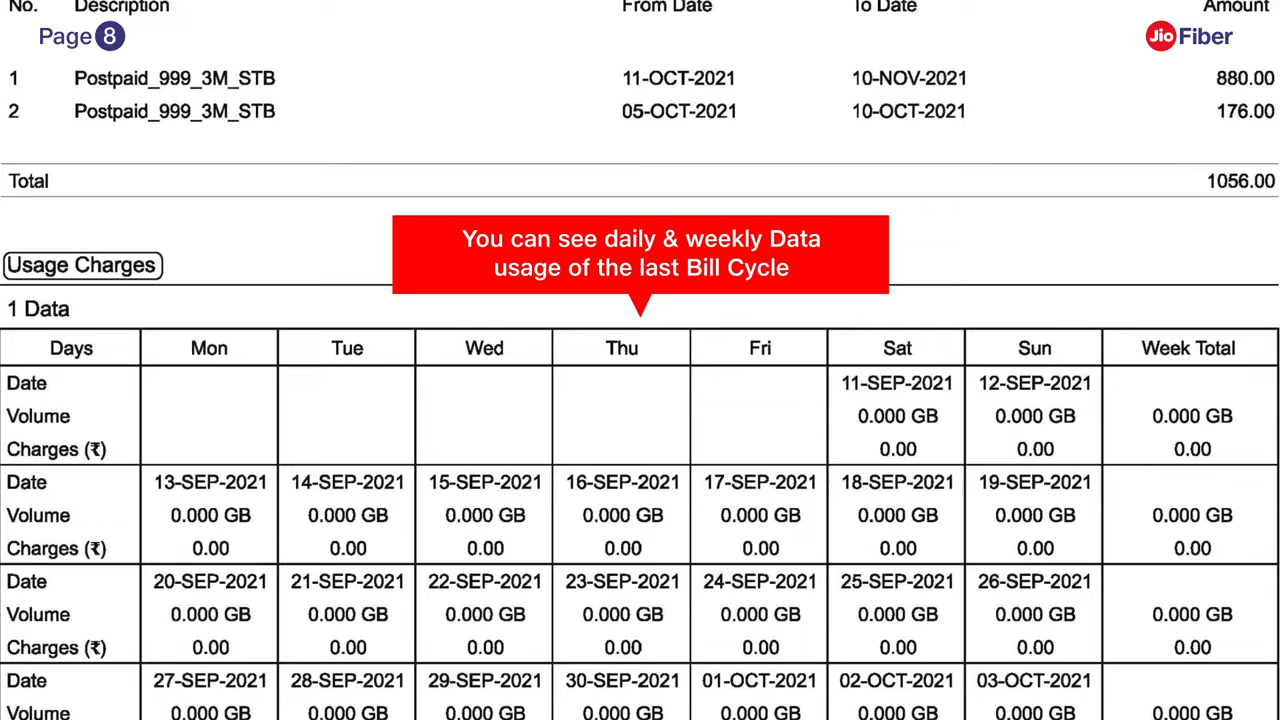 No. Description From Date To Date Amount
Page 8
Jio Fiber
1 Postpaid_999_3M_STB 11-OCT-2021 10-NOV-2021 880.00
2 Postpaid_999_3M_STB 05-OCT-2021 10-OCT-2021 176.00
Total 1056.00
You can see daily & weekly Data
usage of the last Bill Cycle
Usage Charges
1 Data
Days Mon Tue Wed Thu Fri Sat Sun Week Total
Date 11-SEP-2021 12-SEP-2021
Volume 0.000 GB 0.000 GB 0.000 GB
Charges (₹) 0.00 0.00 0.00
Date 13-SEP-2021 14-SEP-2021 15-SEP-2021 16-SEP-2021 17-SEP-2021 18-SEP-2021 19-SEP-2021
Volume 0.000 GB 0.000 GB 0.000 GB 0.000 GB 0.000 GB 0.000 GB 0.000 GB 0.000 GB
Charges (₹) 0.00 0.00 0.00 0.00 0.00 0.00 0.00 0.00
Date 20-SEP-2021 21-SEP-2021 22-SEP-2021 23-SEP-2021 24-SEP-2021 25-SEP-2021 26-SEP-2021
Volume 0.000 GB 0.000 GB 0.000 GB 0.000 GB 0.000 GB 0.000 GB 0.000 GB 0.000 GB
Charges (₹) 0.00 0.00 0.00 0.00 0.00 0.00 0.00 0.00
Date 27-SEP-2021 28-SEP-2021 29-SEP-2021 30-SEP-2021 01-OCT-2021 02-OCT-2021 03-OCT-2021
Volume 0.000 GB 0.000 GB 0.000 GB 0.000 GB 0.000 GB 0.000 GB 0.000 GB 0.000 GB